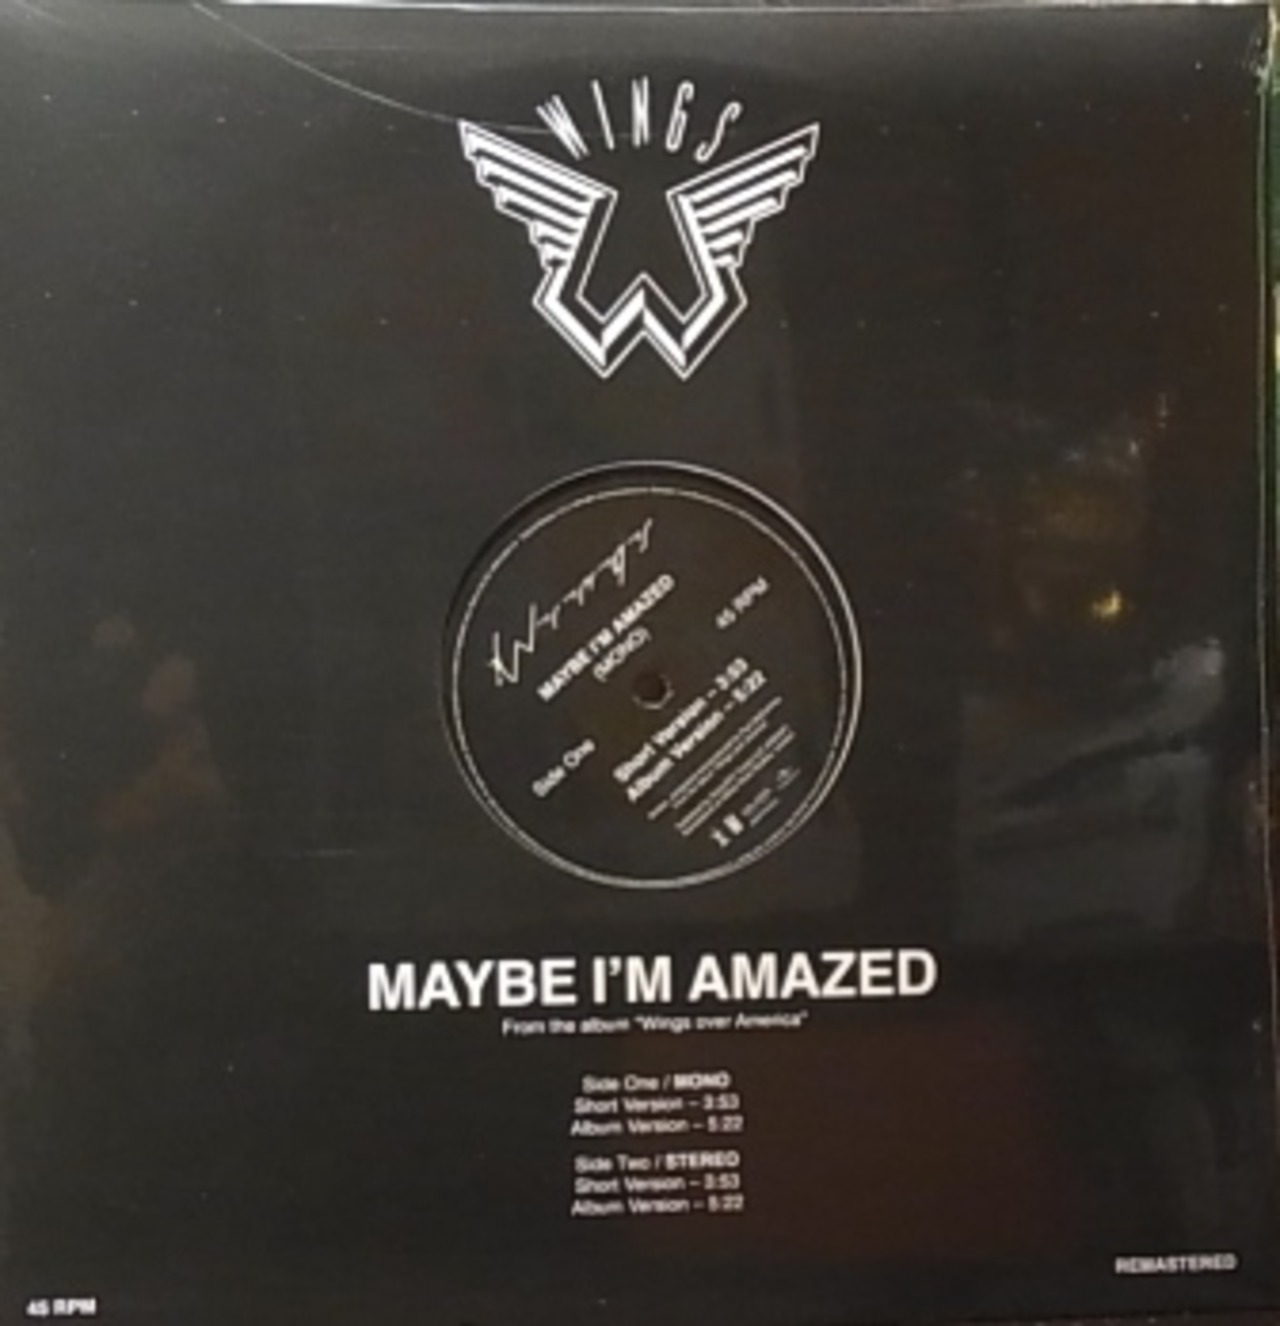 WINGS
Wings
MAYBE I'M AMAZED
(MONO)
45 RPM
Side One
Short Version – 3:53
Album Version – 5:22
MAYBE I'M AMAZED
From the album "Wings over America"
Side One / MONO
Short Version – 3:53
Album Version – 5:22
Side Two / STEREO
Short Version – 3:53
Album Version – 5:22
REMASTERED
45 RPM